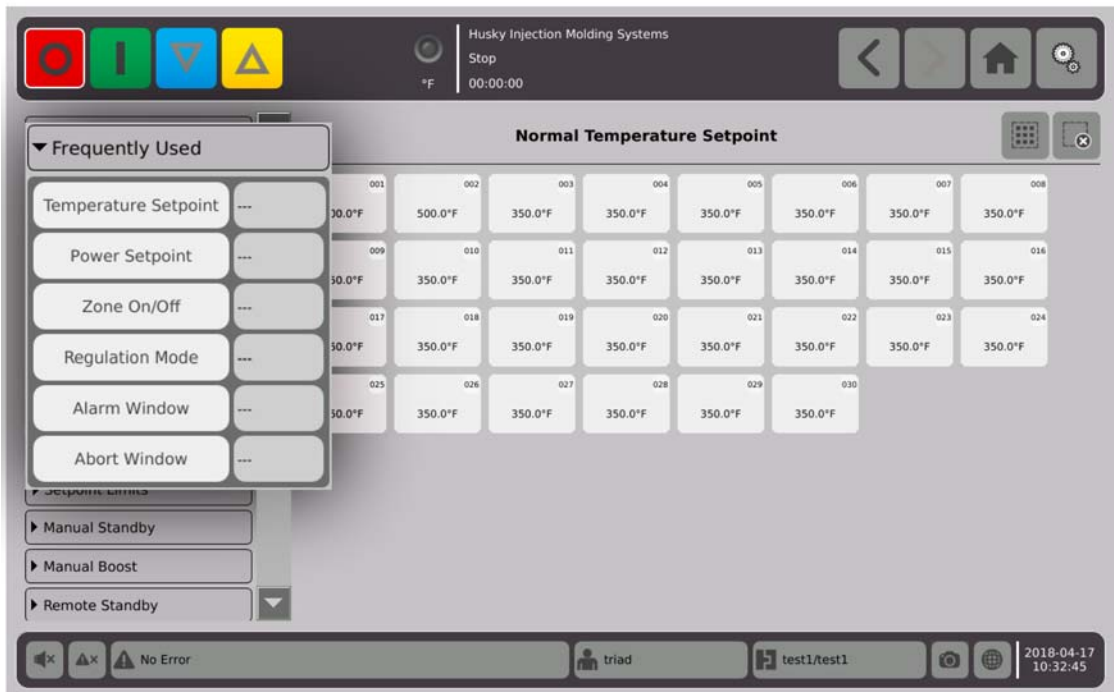 Husky Injection Molding Systems
Stop
°F 00:00:00
Normal Temperature Setpoint
Frequently Used
Temperature Setpoint ---
Power Setpoint ---
Zone On/Off ---
Regulation Mode ---
Alarm Window ---
Abort Window ---
001 002 003 004 005 006 007 008
500.0°F 350.0°F 350.0°F 350.0°F 350.0°F 350.0°F 350.0°F
009 010 011 012 013 014 015 016
350.0°F 350.0°F 350.0°F 350.0°F 350.0°F 350.0°F 350.0°F
017 018 019 020 021 022 023 024
350.0°F 350.0°F 350.0°F 350.0°F 350.0°F 350.0°F 350.0°F
025 026 027 028 029 030
350.0°F 350.0°F 350.0°F 350.0°F 350.0°F
Setpoint Limits
Manual Standby
Manual Boost
Remote Standby
No Error
triad
test1/test1
2018-04-17
10:32:45